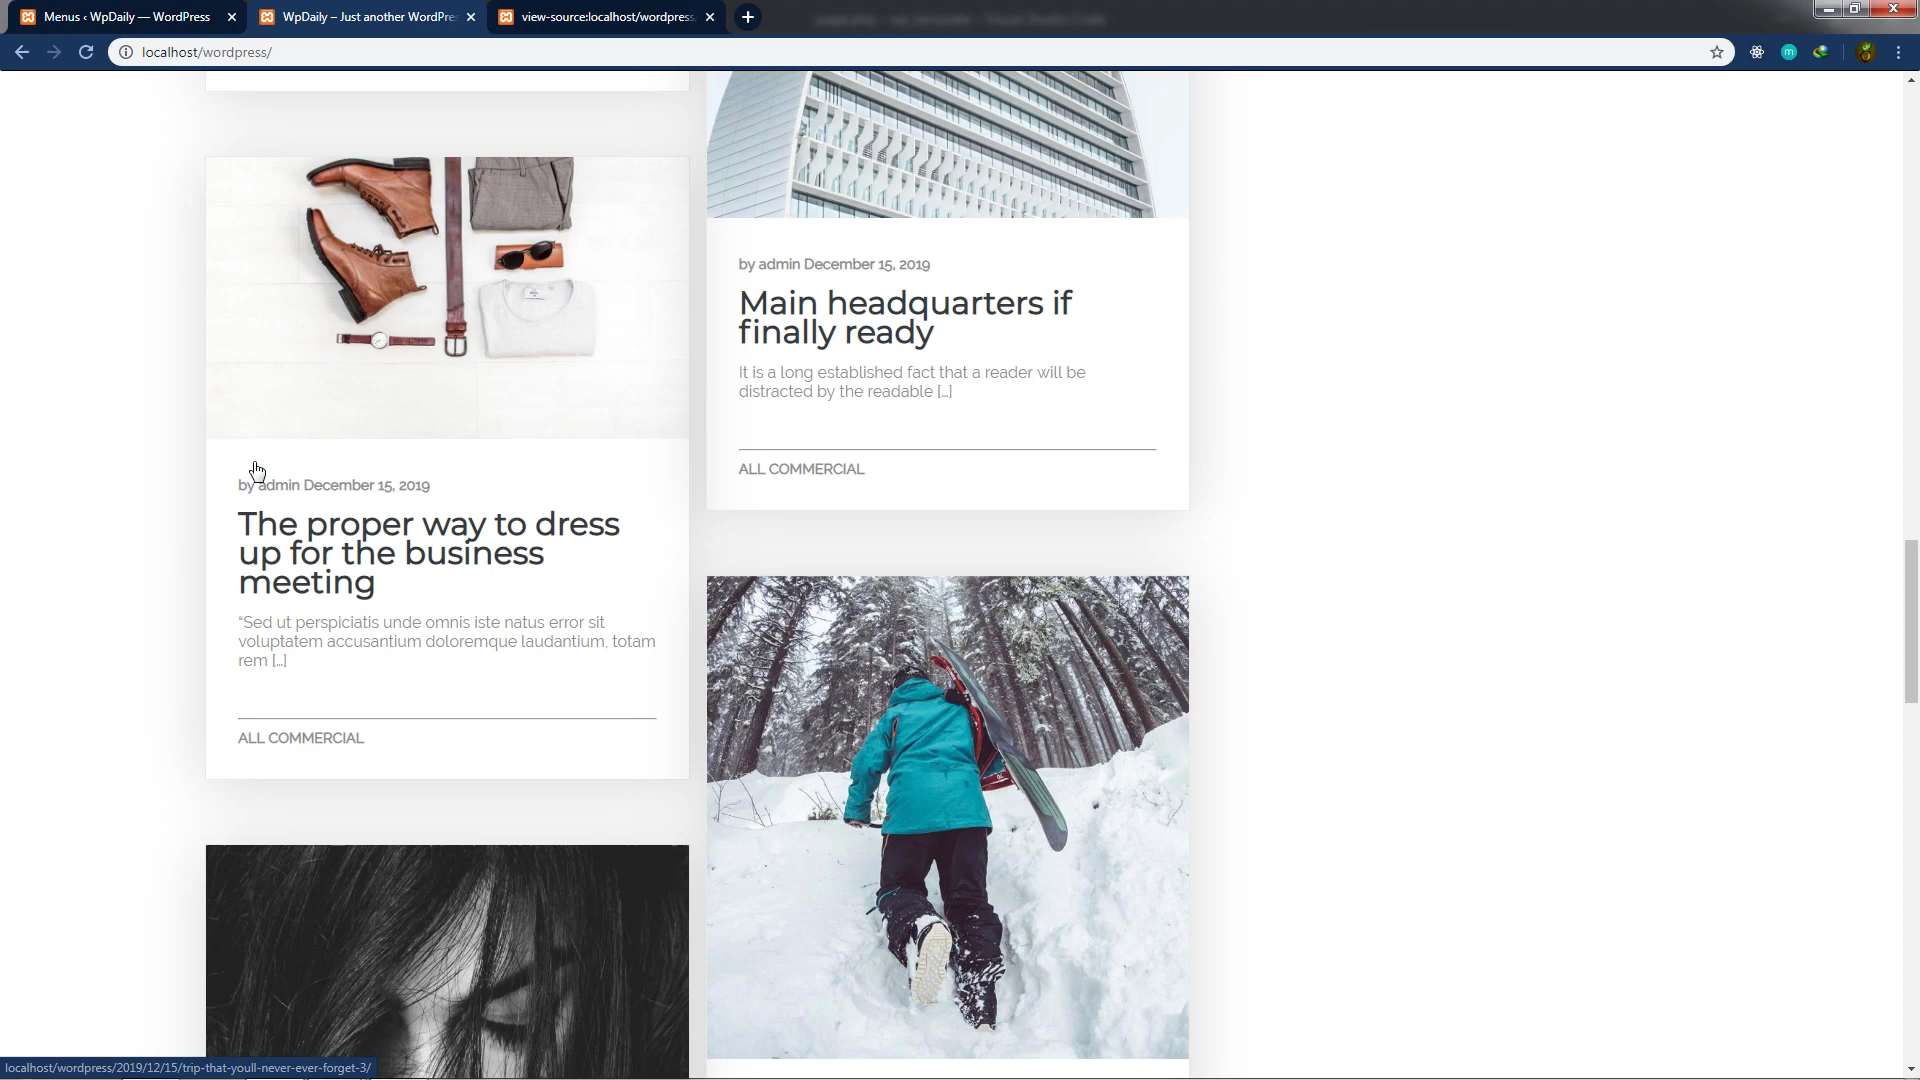 Menus ‹ WpDaily — WordPress
WpDaily – Just another WordPre
view-source:localhost/wordpress
localhost/wordpress/
by admin December 15, 2019
The proper way to dress
up for the business
meeting
“Sed ut perspiciatis unde omnis iste natus error sit
voluptatem accusantium doloremque laudantium, totam
rem […]
ALL COMMERCIAL
by admin December 15, 2019
Main headquarters if
finally ready
It is a long established fact that a reader will be
distracted by the readable […]
ALL COMMERCIAL
localhost/wordpress/2019/12/15/trip-that-youll-never-ever-forget-3/